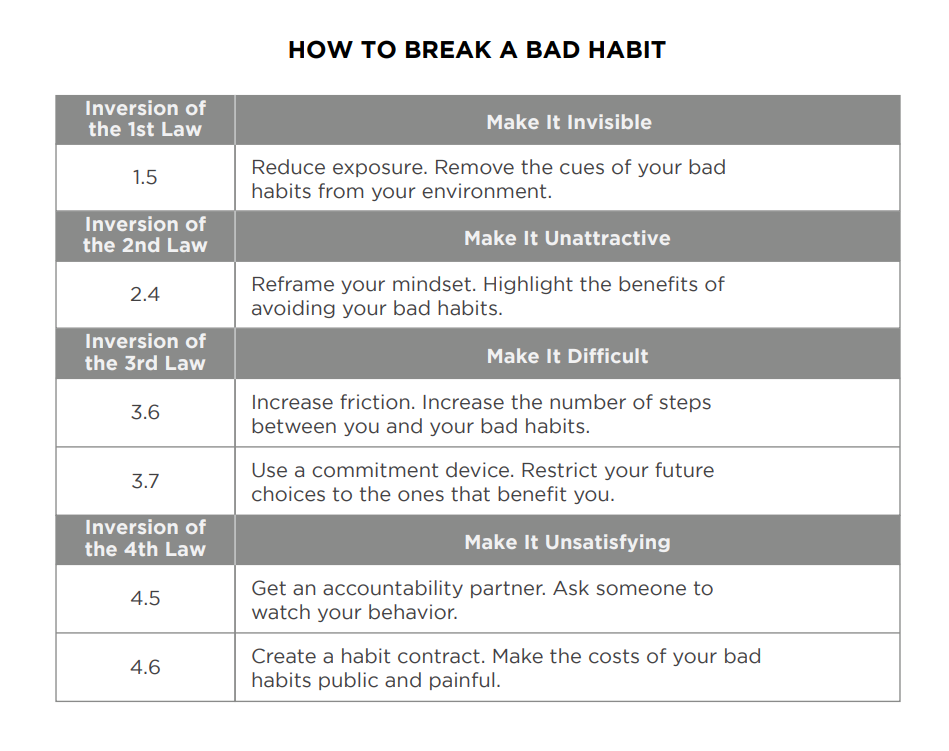 HOW TO BREAK A BAD HABIT
Inversion of
the 1st Law
Make It Invisible
1.5
Reduce exposure. Remove the cues of your bad
habits from your environment.
Inversion of
the 2nd Law
Make It Unattractive
2.4
Reframe your mindset. Highlight the benefits of
avoiding your bad habits.
Inversion of
the 3rd Law
Make It Difficult
3.6
Increase friction. Increase the number of steps
between you and your bad habits.
3.7
Use a commitment device. Restrict your future
choices to the ones that benefit you.
Inversion of
the 4th Law
Make It Unsatisfying
4.5
Get an accountability partner. Ask someone to
watch your behavior.
4.6
Create a habit contract. Make the costs of your bad
habits public and painful.